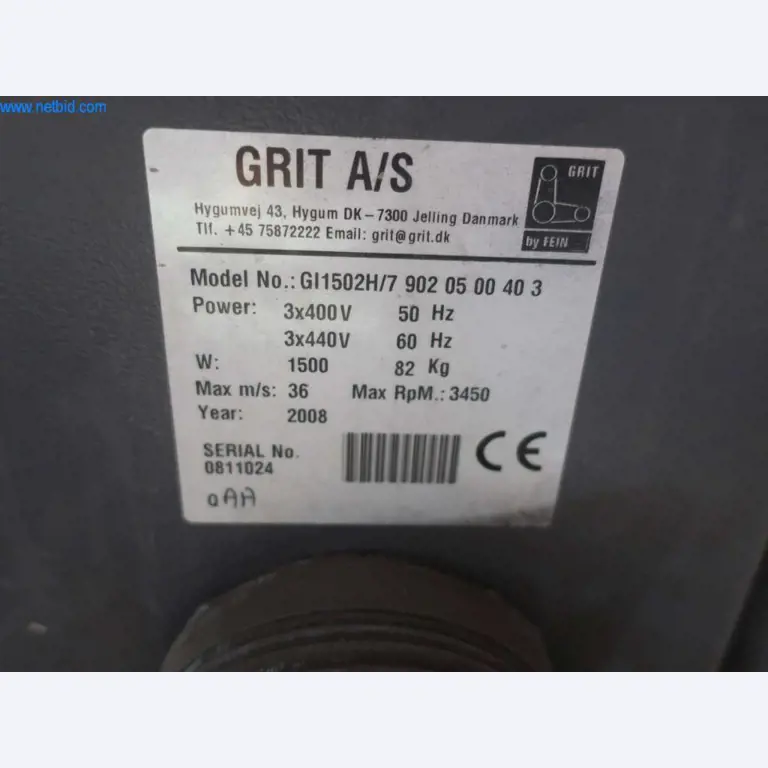 www.netbid.com
GRIT A/S
GRIT
by FEIN
Hygumvej 43, Hygum DK-7300 Jelling Danmark
Tlf. +45 75872222 Email: grit@grit.dk
Model No.: GI1502H/7 902 05 00 40 3
Power: 3x400V 50 Hz
3x440V 60 Hz
W: 1500 82 Kg
Max m/s: 36 Max RpM.: 3450
Year: 2008
SERIAL No.
0811024
CE